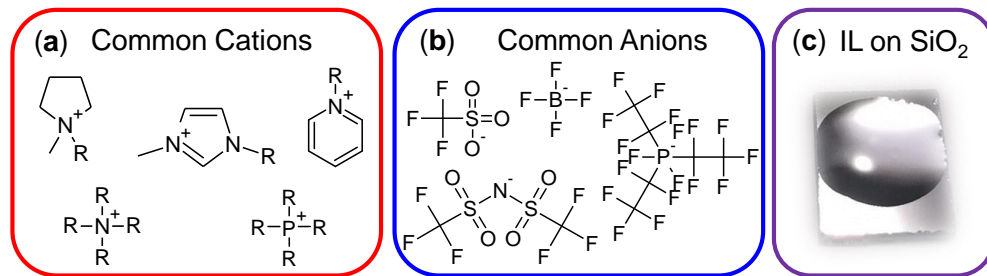 (a) Common Cations
N+
R
N+
N
R
R
N+
R
R N+ R
R
R
R P+ R
R
(b) Common Anions
F
F
F
S
O
O
O-
F
F B- F
F
F F
F
F
F F F F
F P- F
F F
F F F
F
F
F F
F
O O
S N- S
O O
F F
F F
F F
(c) IL on SiO2